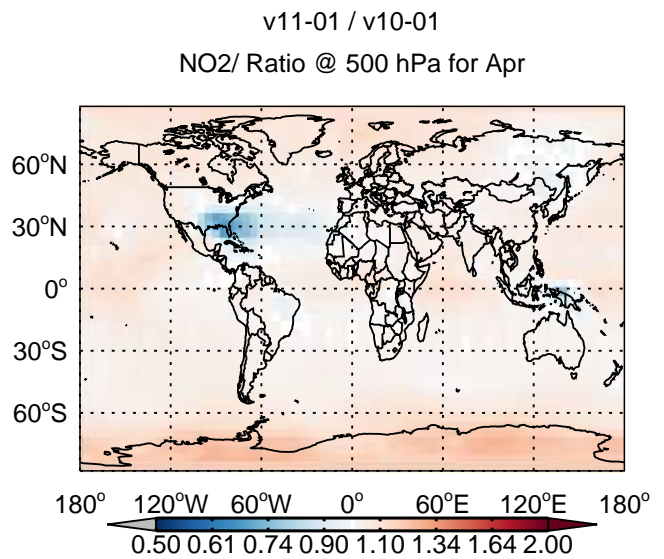 v11-01 / v10-01
NO2/ Ratio @ 500 hPa for Apr
60°N
30°N
0°
30°S
60°S
180° 120°W 60°W 0° 60°E 120°E 180°
0.50 0.61 0.74 0.90 1.10 1.34 1.64 2.00